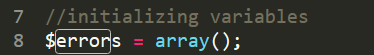 7 //initializing variables
8 $errors = array();